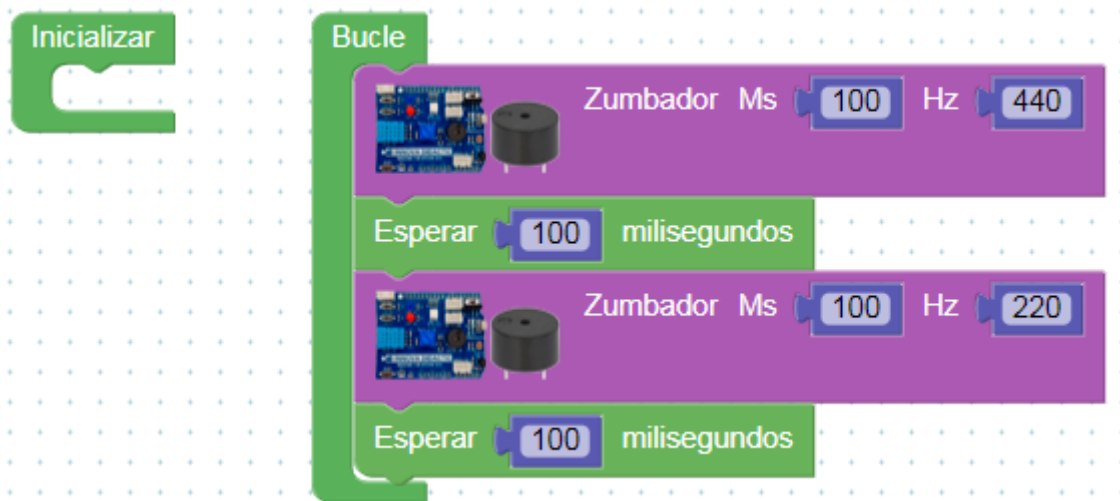 Inicializar
Bucle
Zumbador Ms 100 Hz 440
Esperar 100 milisegundos
Zumbador Ms 100 Hz 220
Esperar 100 milisegundos